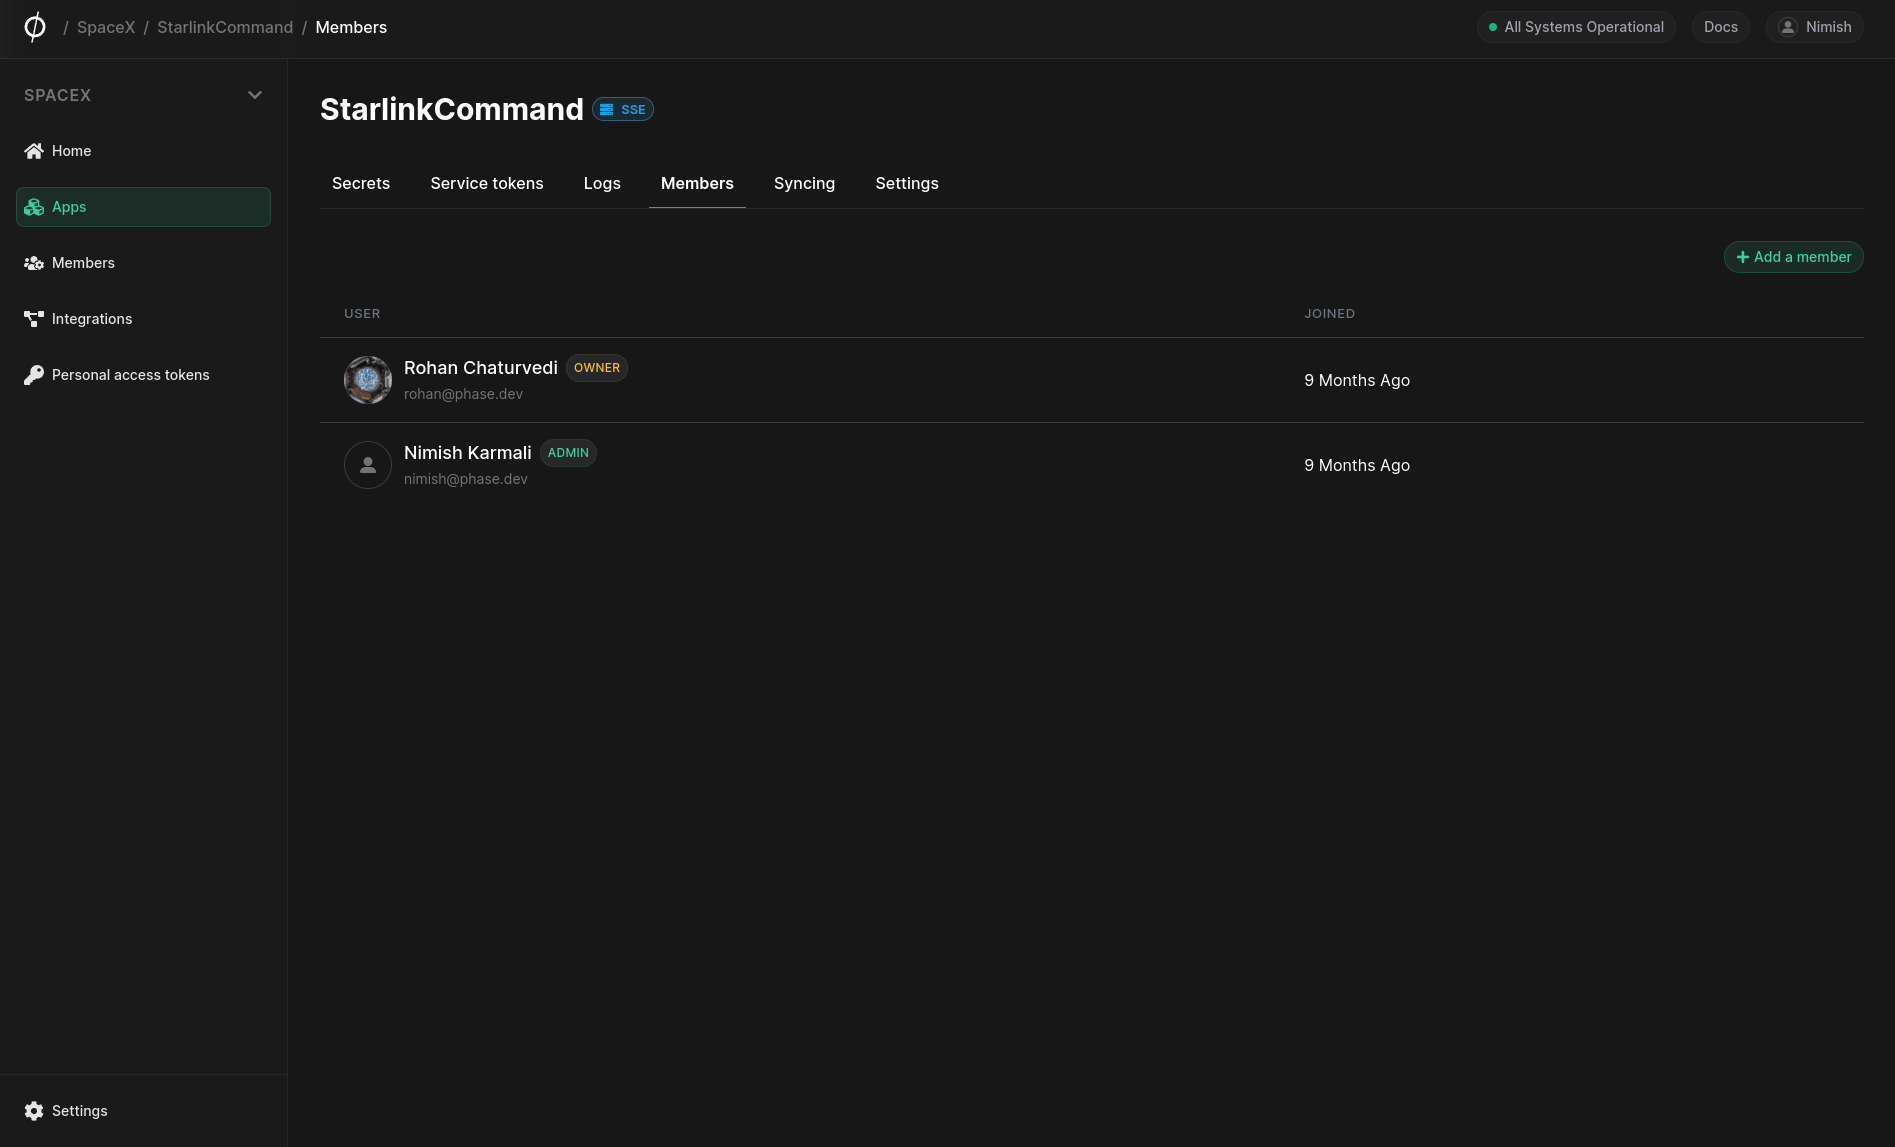 / SpaceX / StarlinkCommand / Members
All Systems Operational
Docs
Nimish
SPACEX
Home
Apps
Members
Integrations
Personal access tokens
Settings
StarlinkCommand SSE
Secrets Service tokens Logs Members Syncing Settings
Add a member
USER JOINED
Rohan Chaturvedi OWNER
rohan@phase.dev
9 Months Ago
Nimish Karmali ADMIN
nimish@phase.dev
9 Months Ago